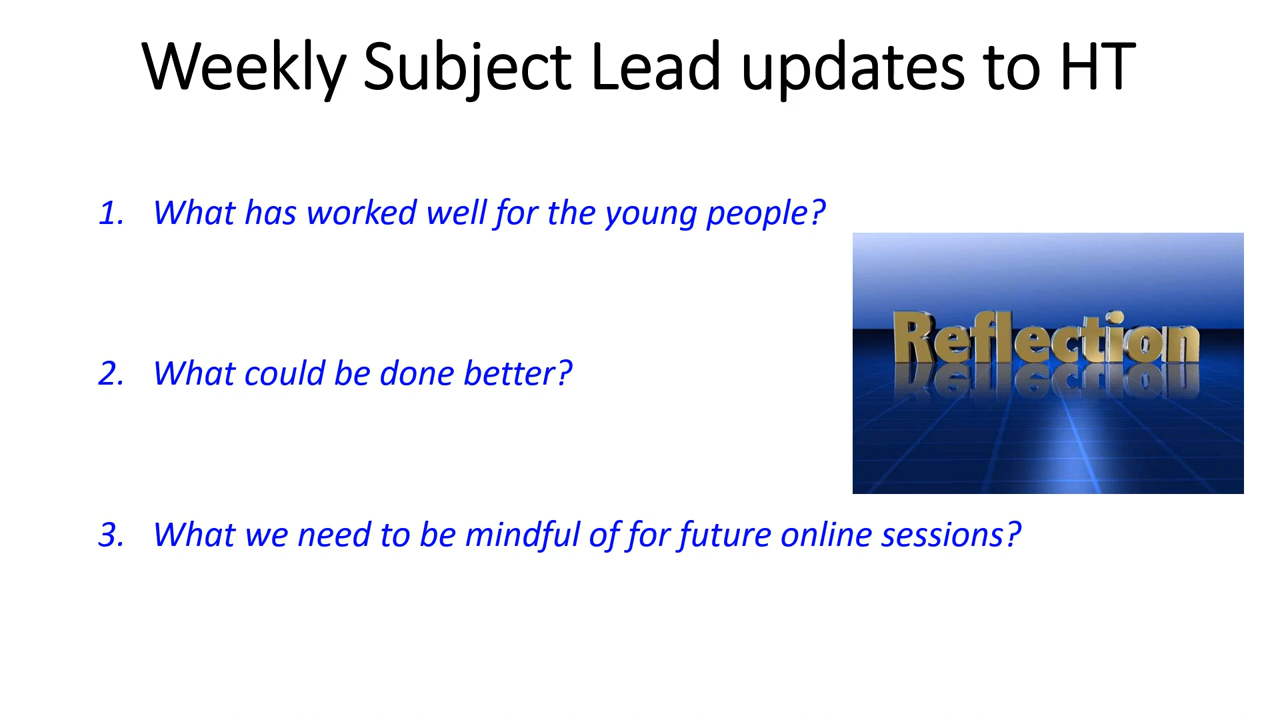 Weekly Subject Lead updates to HT
1. What has worked well for the young people?
Reflection
2. What could be done better?
3. What we need to be mindful of for future online sessions?